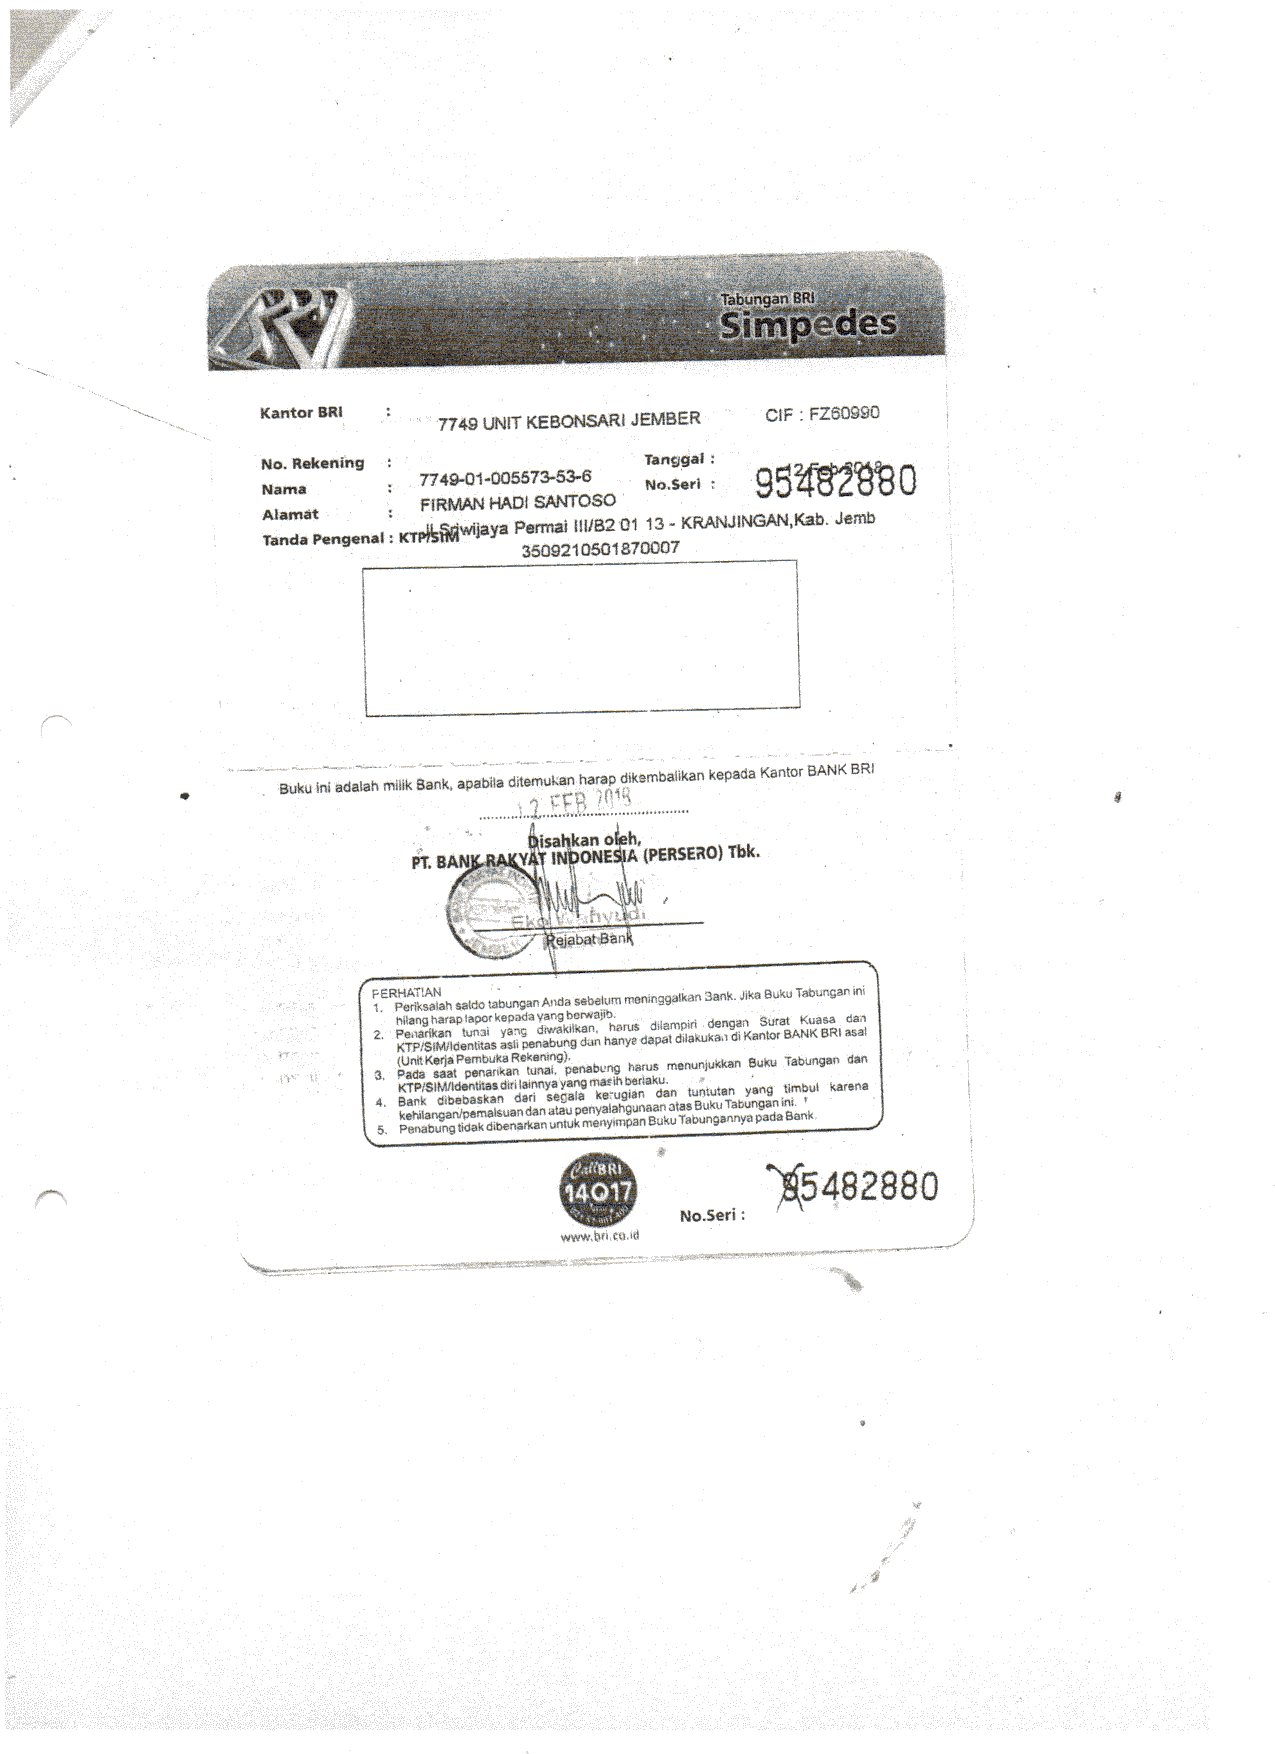 BRI
Tabungan BRI
Simpedes
Kantor BRI : 7749 UNIT KEBONSARI JEMBER CIF : FZ60990
No. Rekening : 7749-01-005573-53-6 Tanggal : 12 Feb 2018
Nama : FIRMAN HADI SANTOSO No.Seri : 95482880
Alamat : jl.Sriwijaya Permai III/B2 01 13 - KRANJINGAN,Kab. Jemb
Tanda Pengenal : KTP/SIM 3509210501870007
Buku ini adalah milik Bank, apabila ditemukan harap dikembalikan kepada Kantor BANK BRI
12 FEB 2018
Disahkan oleh,
PT. BANK RAKYAT INDONESIA (PERSERO) Tbk.
Eko Wahyudi
Pejabat Bank
JEMBER
PERHATIAN
1. Periksalah saldo tabungan Anda sebelum meninggalkan Bank. Jika Buku Tabungan ini
hilang harap lapor kepada yang berwajib.
2. Penarikan tunai yang diwakilkan, harus dilampiri dengan Surat Kuasa dan
KTP/SIM/Identitas asli penabung dan hanya dapat dilakukan di Kantor BANK BRI asal
(Unit Kerja Pembuka Rekening).
3. Pada saat penarikan tunai, penabung harus menunjukkan Buku Tabungan dan
KTP/SIM/Identitas diri lainnya yang masih berlaku.
4. Bank dibebaskan dari segala kerugian dan tuntutan yang timbul karena
kehilangan/pemalsuan dan atau penyalahgunaan atas Buku Tabungan ini.
5. Penabung tidak dibenarkan untuk menyimpan Buku Tabungannya pada Bank.
CallBRI
14017
www.bri.co.id
No.Seri : 95482880